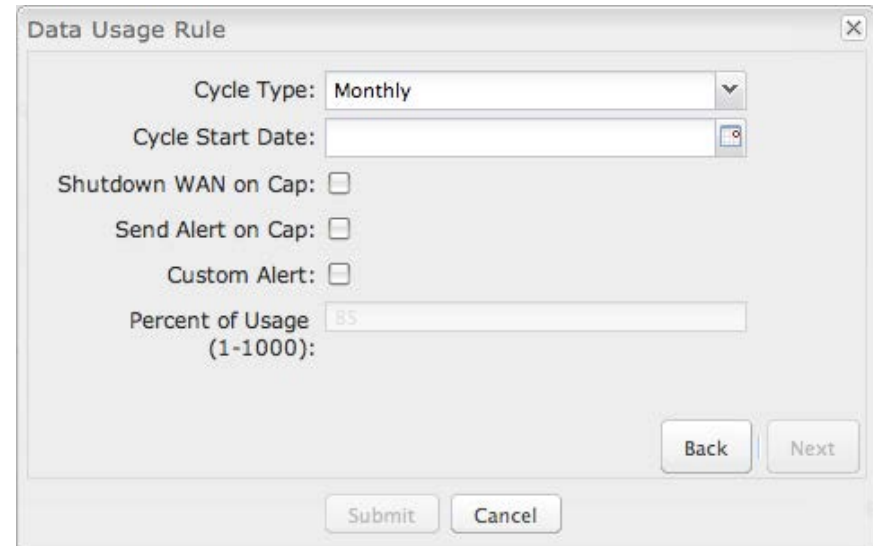 Data Usage Rule
Cycle Type: Monthly
Cycle Start Date:
Shutdown WAN on Cap:
Send Alert on Cap:
Custom Alert:
Percent of Usage 85
(1-1000):
Back Next
Submit Cancel